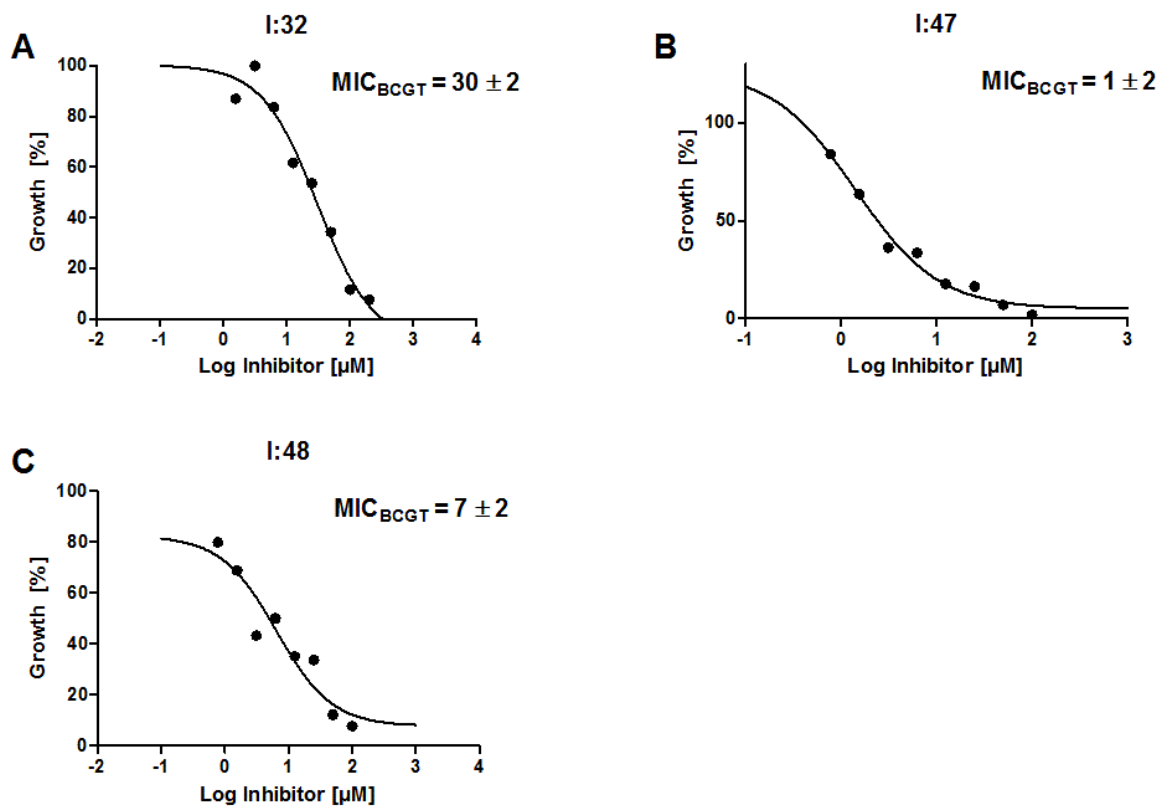 A
I:32
MIC_BCGT = 30 ± 2
100
80
60
40
20
0
Growth [%]
-2 -1 0 1 2 3 4
Log Inhibitor [µM]
B
I:47
MIC_BCGT = 1 ± 2
100
50
0
Growth [%]
-1 0 1 2 3
Log Inhibitor [µM]
C
I:48
MIC_BCGT = 7 ± 2
100
80
60
40
20
0
Growth [%]
-2 -1 0 1 2 3 4
Log Inhibitor [µM]